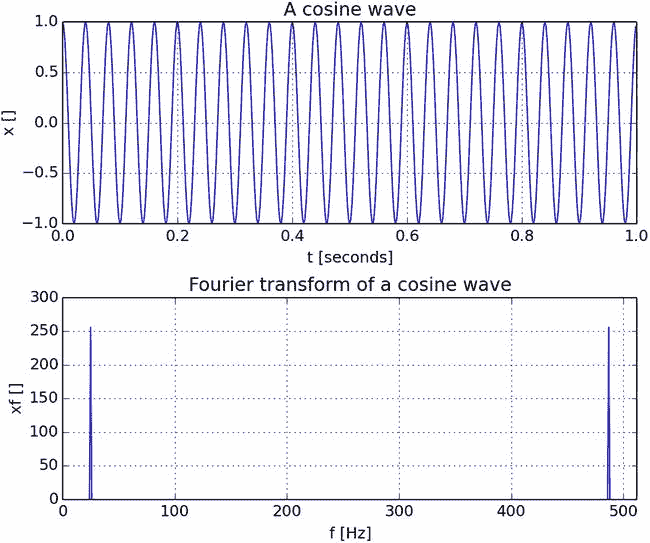 A cosine wave
1.0
0.5
0.0
−0.5
−1.0
x []
0.0 0.2 0.4 0.6 0.8 1.0
t [seconds]
Fourier transform of a cosine wave
300
250
200
150
100
50
0
xf []
0 100 200 300 400 500
f [Hz]